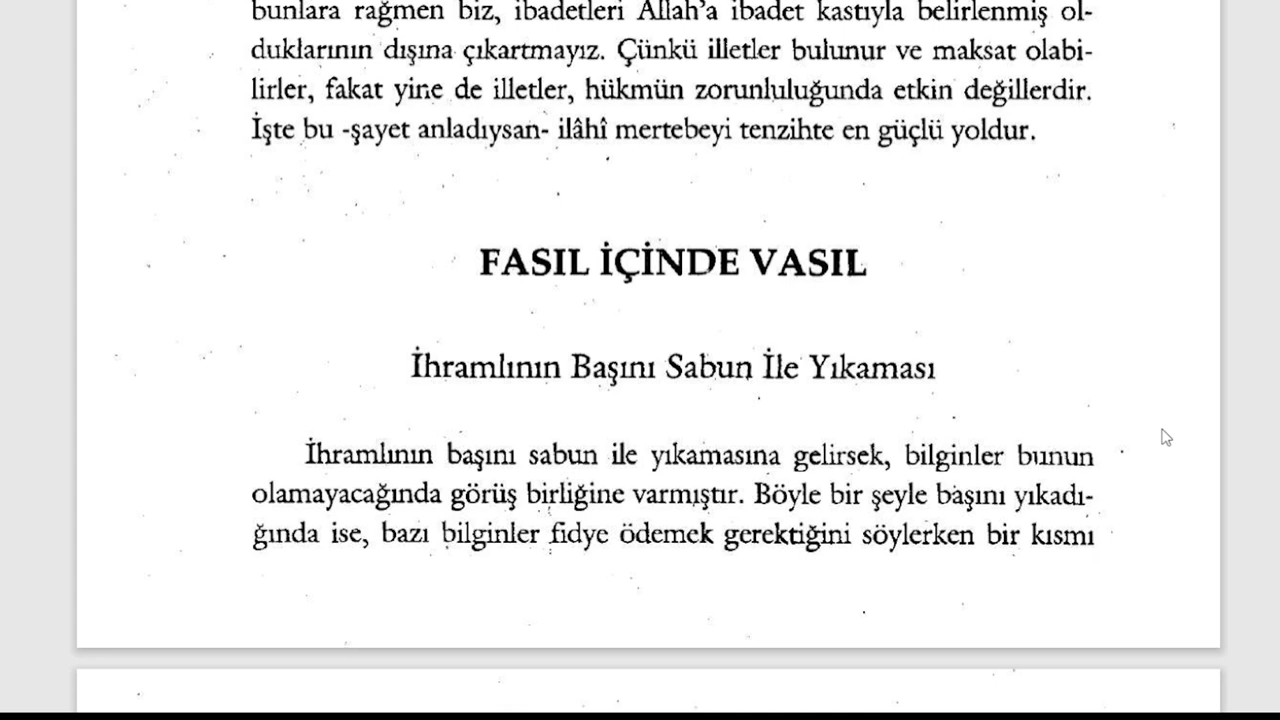 bunlara rağmen biz, ibadetleri Allah'a ibadet kastıyla belirlenmiş ol-
duklarının dışına çıkartmayız. Çünkü illetler bulunur ve maksat olabi-
lirler, fakat yine de illetler, hükmün zorunluluğunda etkin değillerdir.
İşte bu -şayet anladıysan- ilâhî mertebeyi tenzihte en güçlü yoldur.
FASIL İÇİNDE VASIL
İhramlının Başını Sabun İle Yıkaması
İhramlının başını sabun ile yıkamasına gelirsek, bilginler bunun
olamayacağında görüş birliğine varmıştır. Böyle bir şeyle başını yıkadı-
ğında ise, bazı bilginler fidye ödemek gerektiğini söylerken bir kısmı